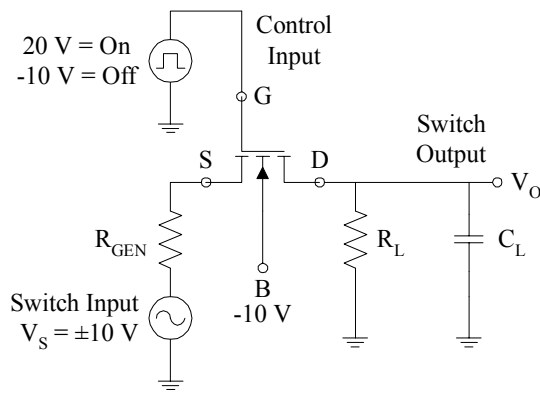 20 V = On
-10 V = Off
Control
Input
G
S
D
Switch
Output
V_O
R_GEN
R_L
C_L
B
-10 V
Switch Input
V_S = ±10 V